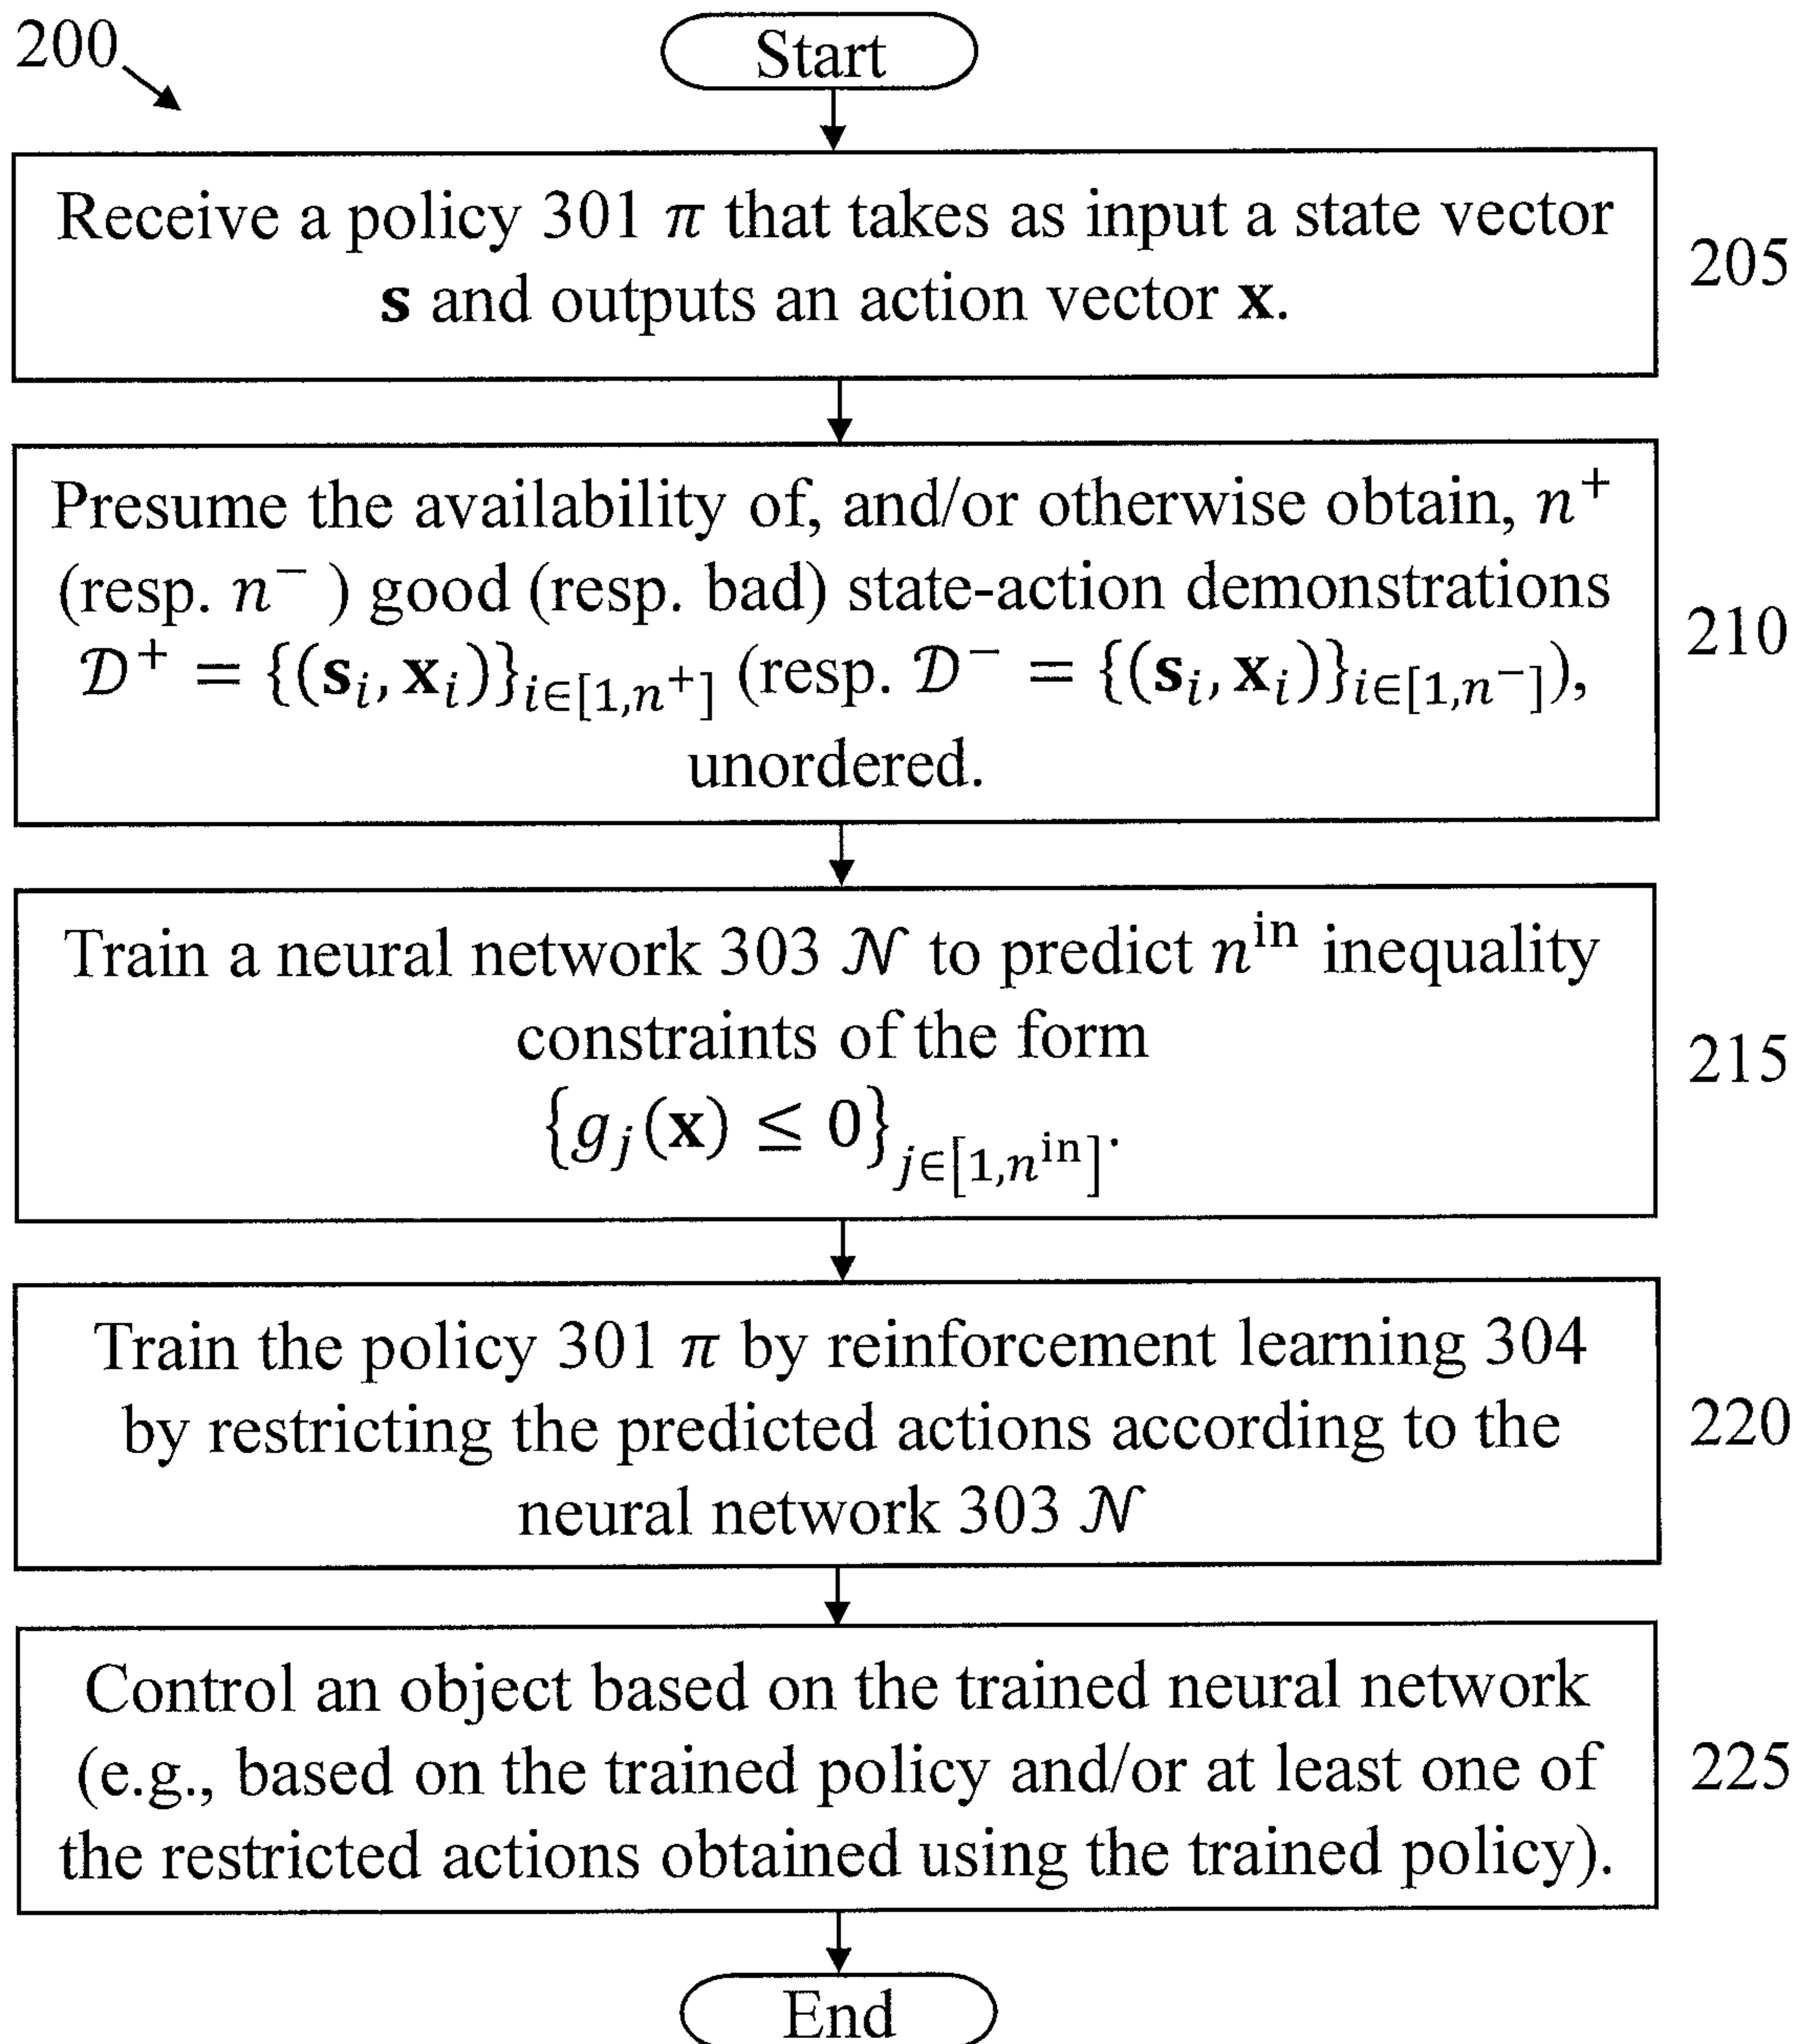 200
Start
Receive a policy 301 π that takes as input a state vector
s and outputs an action vector x.
205
Presume the availability of, and/or otherwise obtain, n⁺
(resp. n⁻ ) good (resp. bad) state-action demonstrations
𝒟⁺ = {(sᵢ, xᵢ)}_{i∈[1,n⁺]} (resp. 𝒟⁻ = {(sᵢ, xᵢ)}_{i∈[1,n⁻]}),
unordered.
210
Train a neural network 303 𝒩 to predict nⁱⁿ inequality
constraints of the form
{gⱼ(x) ≤ 0}_{j∈[1,nⁱⁿ]}.
215
Train the policy 301 π by reinforcement learning 304
by restricting the predicted actions according to the
neural network 303 𝒩
220
Control an object based on the trained neural network
(e.g., based on the trained policy and/or at least one of
the restricted actions obtained using the trained policy).
225
End